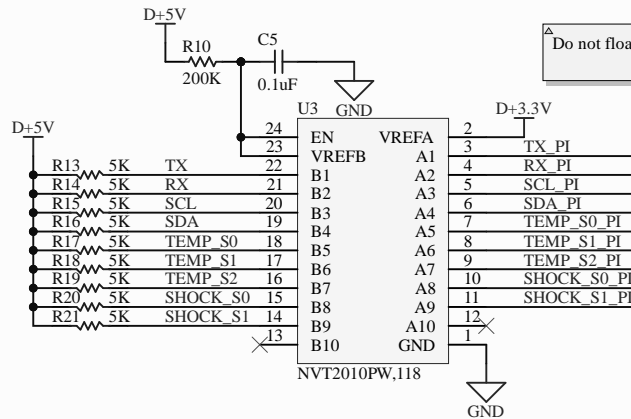 D+5V
R10
200K
C5
0.1uF
GND
Do not floa
U3
D+5V
D+3.3V
24 EN VREFA 2
23 VREFB A1 3 TX_PI
R13 5K TX 22 B1 A2 4 RX_PI
R14 5K RX 21 B2 A3 5 SCL_PI
R15 5K SCL 20 B3 A4 6 SDA_PI
R16 5K SDA 19 B4 A5 7 TEMP_S0_PI
R17 5K TEMP_S0 18 B5 A6 8 TEMP_S1_PI
R18 5K TEMP_S1 17 B6 A7 9 TEMP_S2_PI
R19 5K TEMP_S2 16 B7 A8 10 SHOCK_S0_PI
R20 5K SHOCK_S0 15 B8 A9 11 SHOCK_S1_PI
R21 5K SHOCK_S1 14 B9 A10 12
13 B10 GND 1
NVT2010PW,118
GND